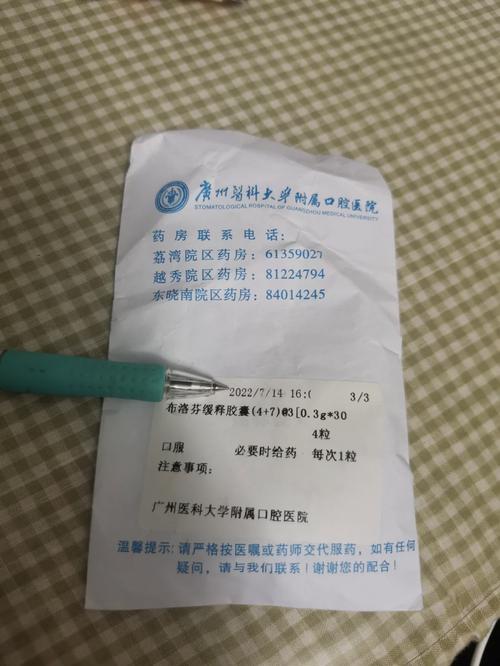 廣州醫科大學附属口腔医院
STOMATOLOGICAL HOSPITAL OF GUANGZHOU MEDICAL UNIVERSITY
药房联系电话:
荔湾院区药房: 61359027
越秀院区药房: 81224794
东晓南院区药房: 84014245
2022/7/14 16:0 3/3
布洛芬缓释胶囊(4+7)@3[0.3g*30
4粒
口服 必要时给药 每次1粒
注意事项:
广州医科大学附属口腔医院
温馨提示: 请严格按医嘱或药师交代服药, 如有任何
疑问, 请与我们联系! 谢谢您的配合!